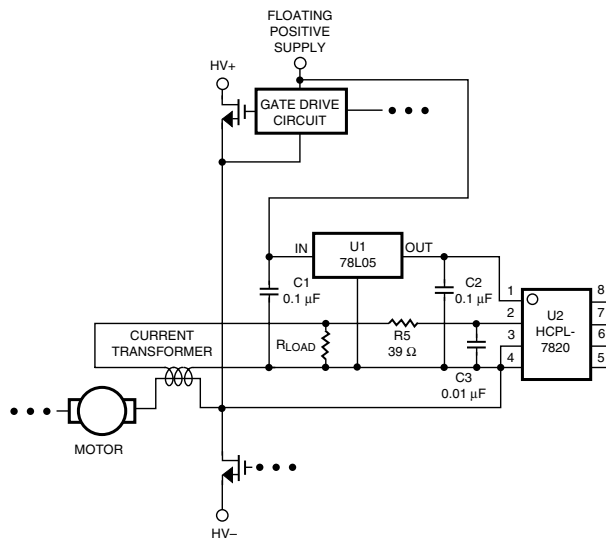 FLOATING
POSITIVE
SUPPLY
HV+
GATE DRIVE
CIRCUIT
IN
U1
78L05
OUT
C1
0.1 µF
C2
0.1 µF
1
2
3
4
U2
HCPL-
7820
8
7
6
5
CURRENT
TRANSFORMER
RLOAD
R5
39 Ω
C3
0.01 µF
MOTOR
HV–